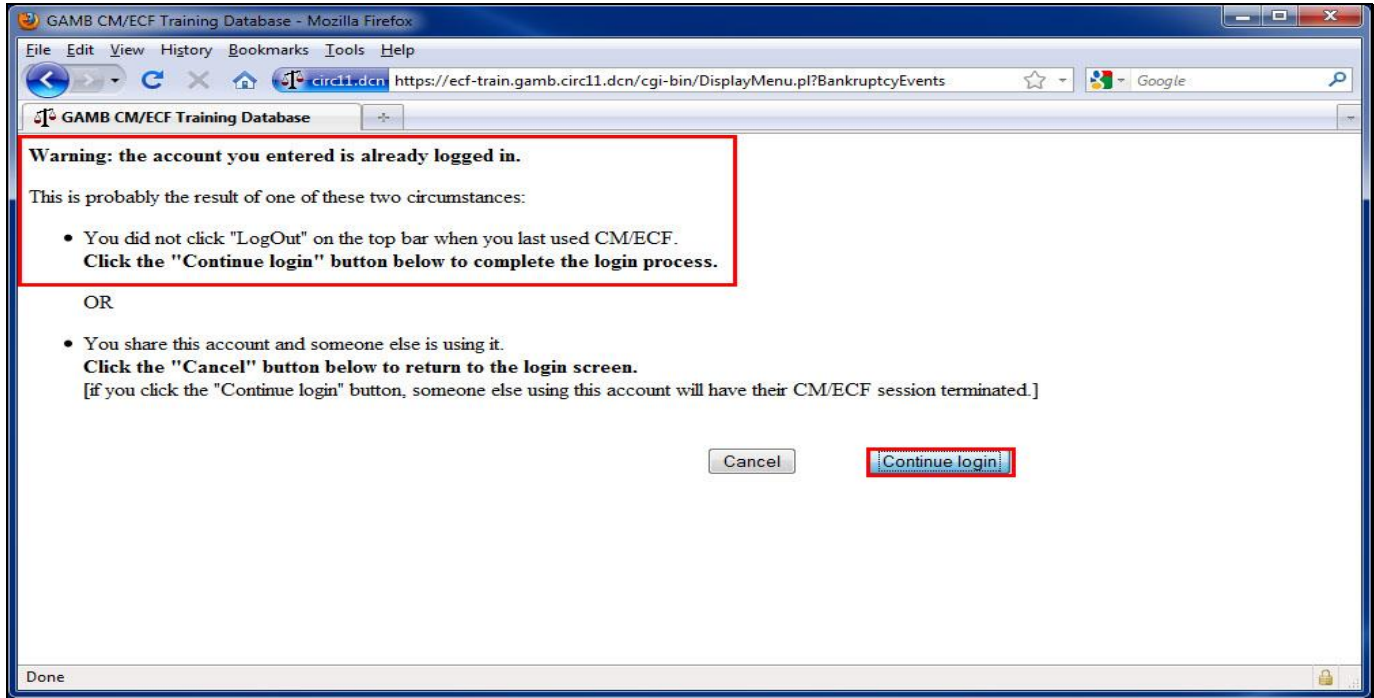 GAMB CM/ECF Training Database - Mozilla Firefox
File Edit View History Bookmarks Tools Help
circ11.dcn https://ecf-train.gamb.circ11.dcn/cgi-bin/DisplayMenu.pl?BankruptcyEvents Google
GAMB CM/ECF Training Database
Warning: the account you entered is already logged in.
This is probably the result of one of these two circumstances:
• You did not click "LogOut" on the top bar when you last used CM/ECF.
Click the "Continue login" button below to complete the login process.
OR
• You share this account and someone else is using it.
Click the "Cancel" button below to return to the login screen.
[if you click the "Continue login" button, someone else using this account will have their CM/ECF session terminated.]
Cancel Continue login
Done